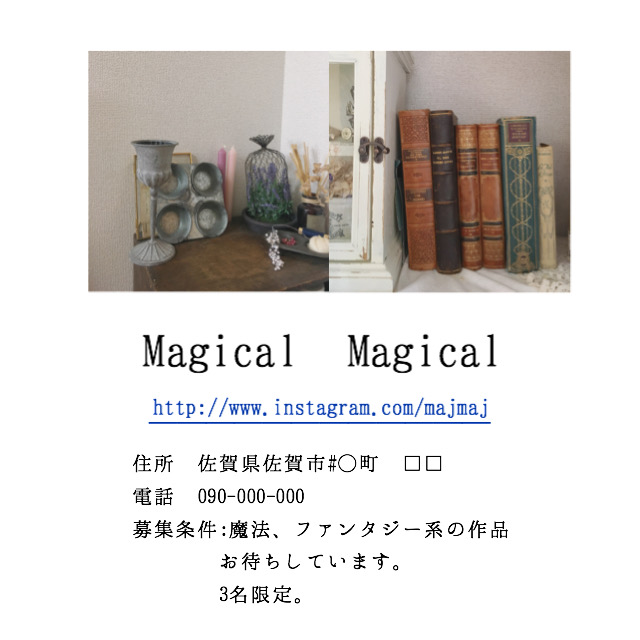 Magical Magical
http://www.instagram.com/majmaj
住所　佐賀県佐賀市#○町　□□
電話　090-000-000
募集条件:魔法、ファンタジー系の作品
お待ちしています。
3名限定。